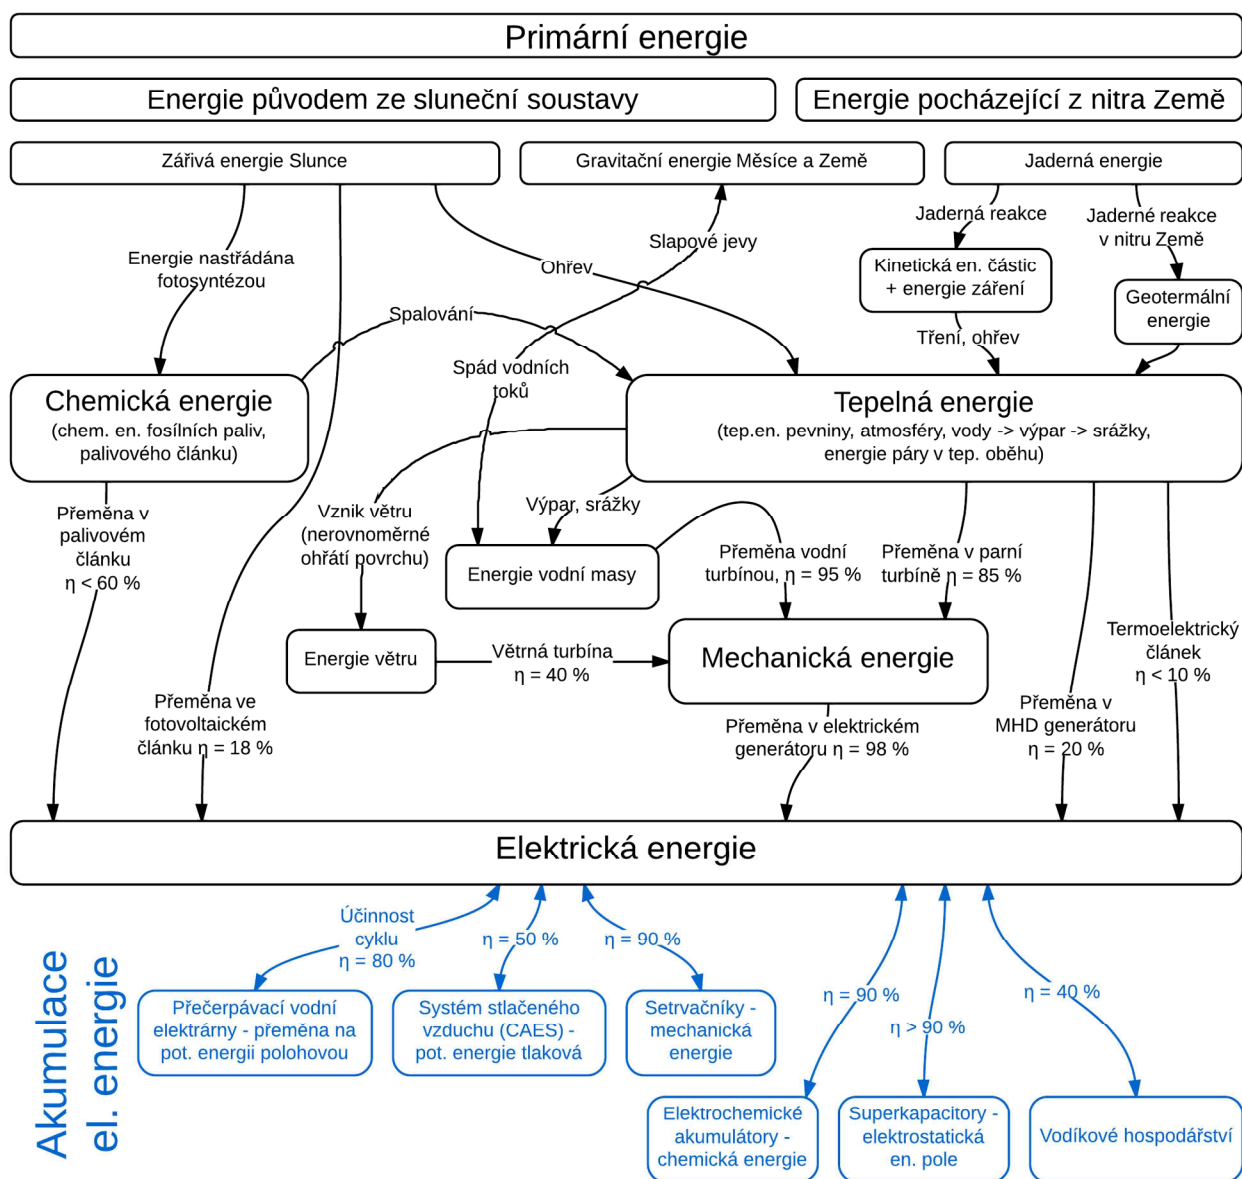 Primární energie
Energie původem ze sluneční soustavy
Energie pocházející z nitra Země
Zářivá energie Slunce
Gravitační energie Měsíce a Země
Jaderná energie
Energie nastřádána
fotosyntézou
Ohřev
Slapové jevy
Jaderná reakce
Jaderné reakce
v nitru Země
Kinetická en. částic
+ energie záření
Geotermální
energie
Spalování
Tření, ohřev
Spád vodních
toků
Chemická energie
(chem. en. fosílních paliv,
palivového článku)
Tepelná energie
(tep.en. pevniny, atmosféry, vody -> výpar -> srážky,
energie páry v tep. oběhu)
Přeměna v
palivovém
článku
η < 60 %
Vznik větru
(nerovnoměrné
ohřátí povrchu)
Výpar, srážky
Energie vodní masy
Přeměna vodní
turbínou, η = 95 %
Přeměna v parní
turbíně η = 85 %
Energie větru
Větrná turbína
η = 40 %
Mechanická energie
Termoelektrický
článek
η < 10 %
Přeměna ve
fotovoltaickém
článku η = 18 %
Přeměna v elektrickém
generátoru η = 98 %
Přeměna v
MHD generátoru
η = 20 %
Elektrická energie
Akumulace
el. energie
Účinnost
cyklu
η = 80 %
η = 50 %
η = 90 %
η = 90 %
η > 90 %
η = 40 %
Přečerpávací vodní
elektrárny - přeměna na
pot. energii polohovou
Systém stlačeného
vzduchu (CAES) -
pot. energie tlaková
Setrvačníky -
mechanická
energie
Elektrochemické
akumulátory -
chemická energie
Superkapacitory -
elektrostatická
en. pole
Vodíkové hospodářství